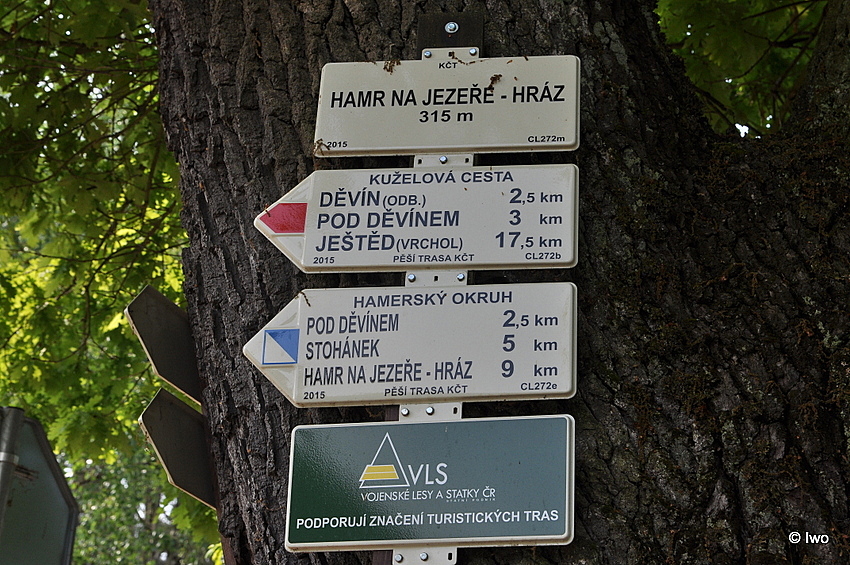 KČT
HAMR NA JEZEŘE - HRÁZ
315 m
2015 CL272m
KUŽELOVÁ CESTA
DĚVÍN (ODB.) 2,5 km
POD DĚVÍNEM 3 km
JEŠTĚD (VRCHOL) 17,5 km
2015 PĚŠÍ TRASA KČT CL272b
HAMERSKÝ OKRUH
POD DĚVÍNEM 2,5 km
STOHÁNEK 5 km
HAMR NA JEZEŘE - HRÁZ 9 km
2015 PĚŠÍ TRASA KČT CL272e
VLS
VOJENSKÉ LESY A STATKY ČR
STÁTNÍ PODNIK
PODPORUJÍ ZNAČENÍ TURISTICKÝCH TRAS
© Iwo